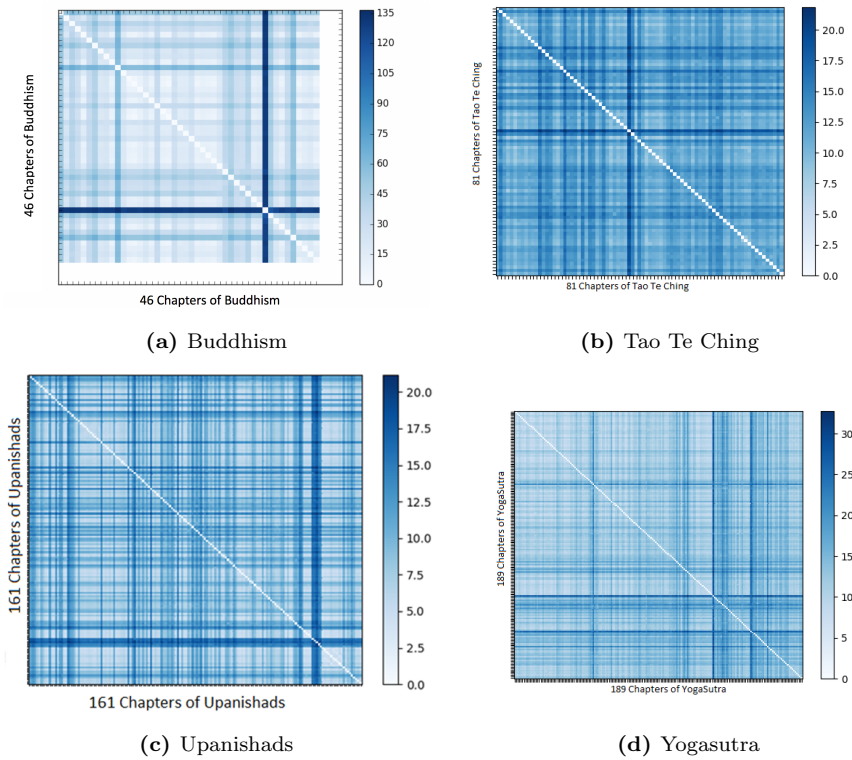 135
120
105
90
75
60
45
30
15
0
46 Chapters of Buddhism
46 Chapters of Buddhism
(a) Buddhism
20.0
17.5
15.0
12.5
10.0
7.5
5.0
2.5
0.0
81 Chapters of Tao Te Ching
81 Chapters of Tao Te Ching
(b) Tao Te Ching
20.0
17.5
15.0
12.5
10.0
7.5
5.0
2.5
0.0
161 Chapters of Upanishads
161 Chapters of Upanishads
(c) Upanishads
30
25
20
15
10
5
0
189 Chapters of YogaSutra
189 Chapters of YogaSutra
(d) Yogasutra